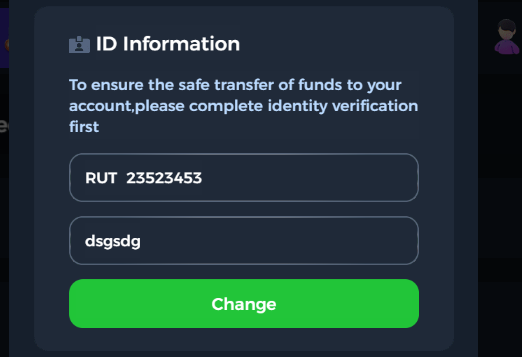 ID Information
To ensure the safe transfer of funds to your
account,please complete identity verification
first
RUT 23523453
dsgsdg
Change